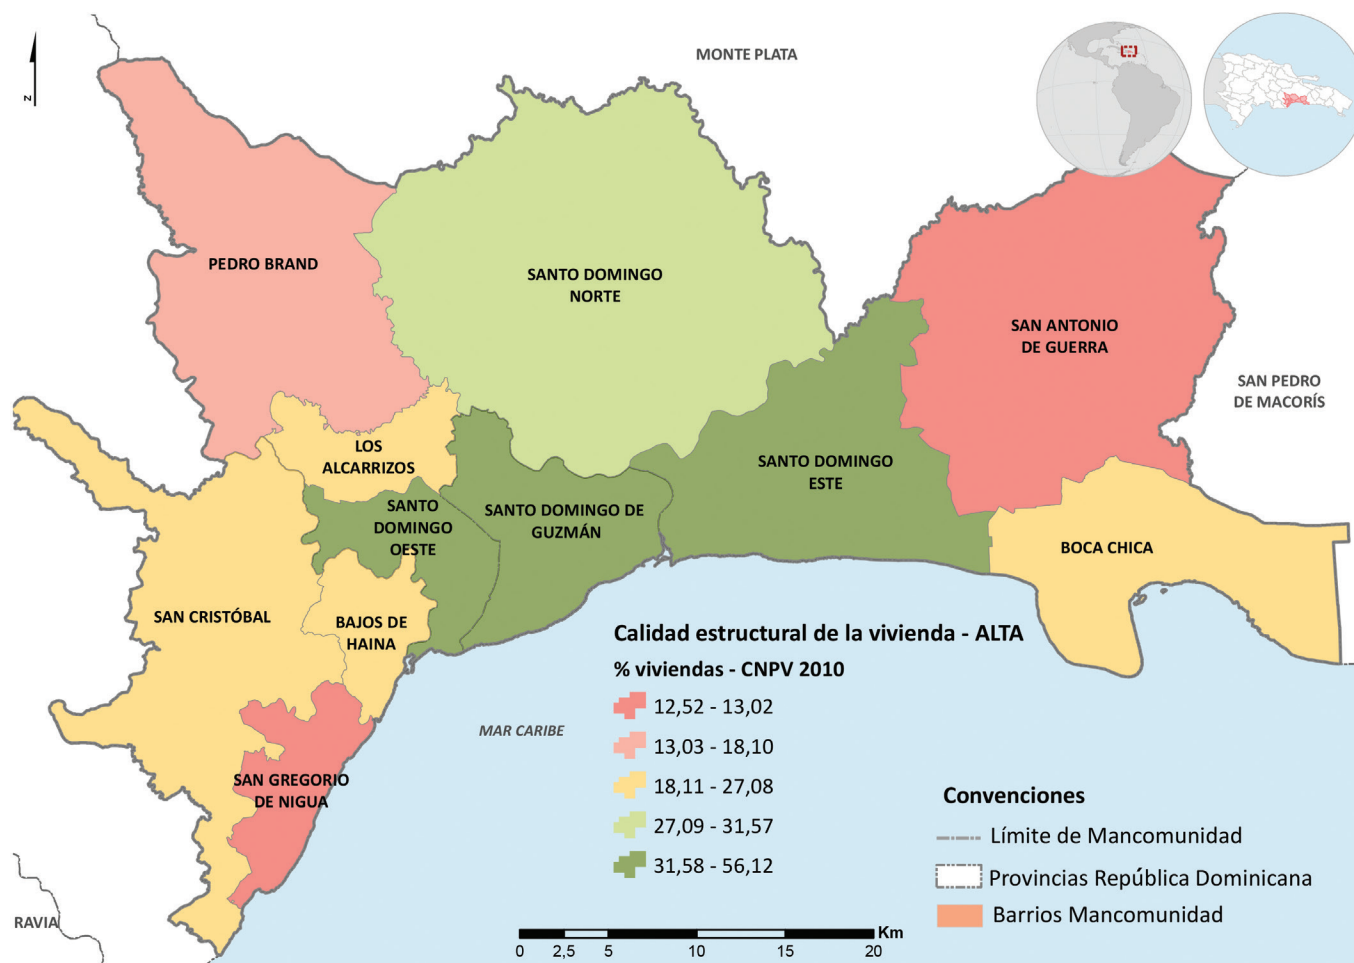 MONTE PLATA
N
PEDRO BRAND
SANTO DOMINGO
NORTE
SAN ANTONIO
DE GUERRA
SAN PEDRO
DE MACORÍS
LOS
ALCARRIZOS
SANTO DOMINGO
ESTE
SANTO
DOMINGO
OESTE
SANTO DOMINGO DE
GUZMÁN
BOCA CHICA
SAN CRISTÓBAL
BAJOS DE
HAINA
SAN GREGORIO
DE NIGUA
MAR CARIBE
RAVIA
Calidad estructural de la vivienda - ALTA
% viviendas - CNPV 2010
12,52 - 13,02
13,03 - 18,10
18,11 - 27,08
27,09 - 31,57
31,58 - 56,12
Convenciones
Límite de Mancomunidad
Provincias República Dominicana
Barrios Mancomunidad
Km
0 2,5 5 10 15 20